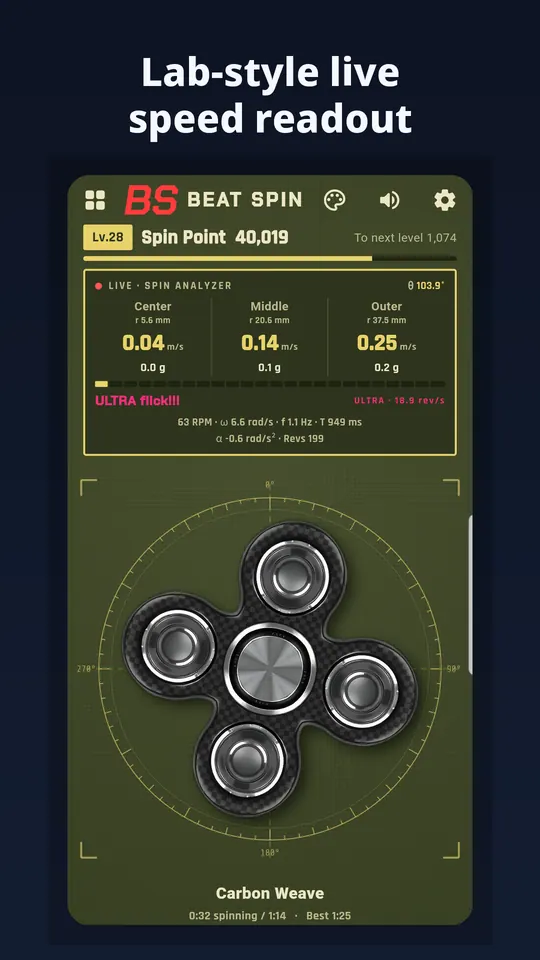 Lab-style live
speed readout
BS BEAT SPIN
Lv.28 Spin Point 40,019 To next level 1,074
LIVE · SPIN ANALYZER θ 103.9°
Center Middle Outer
r 5.6 mm r 20.6 mm r 37.5 mm
0.04 m/s 0.14 m/s 0.25 m/s
0.0 g 0.1 g 0.2 g
ULTRA flick!!! ULTRA · 18.9 rev/s
63 RPM · ω 6.6 rad/s · f 1.1 Hz · T 949 ms
α -0.6 rad/s² · Revs 199
0°
270° 90°
180°
Carbon Weave
0:32 spinning / 1:14 · Best 1:25